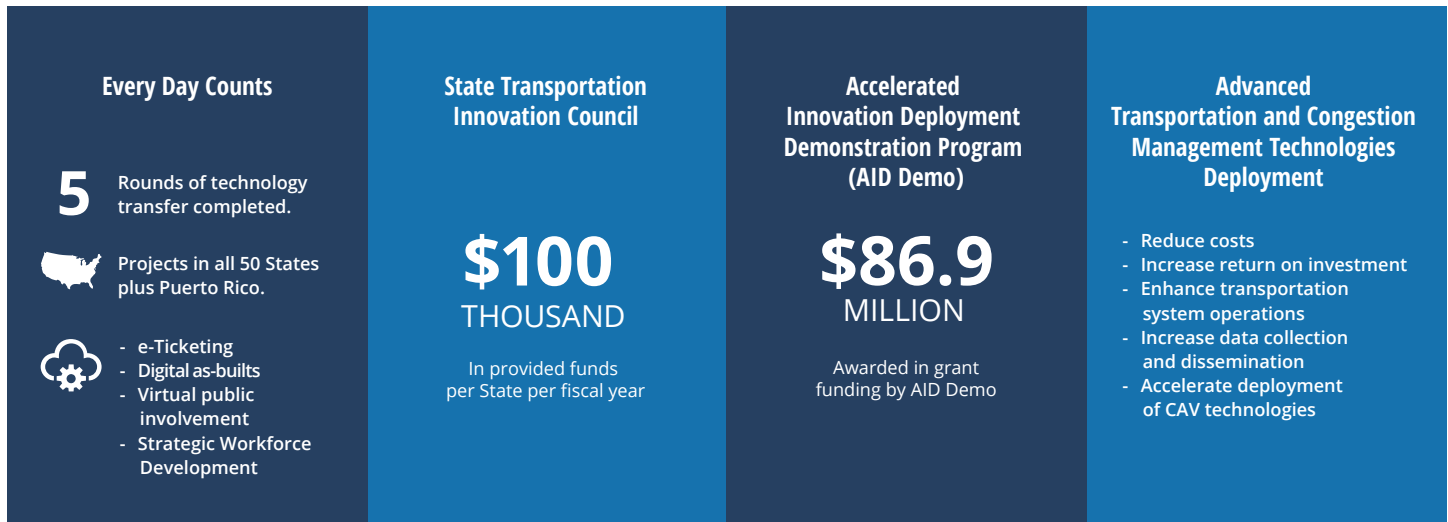 Every Day Counts
5
Rounds of technology
transfer completed.
Projects in all 50 States
plus Puerto Rico.
- e-Ticketing
- Digital as-builts
- Virtual public
involvement
- Strategic Workforce
Development
State Transportation
Innovation Council
$100
THOUSAND
In provided funds
per State per fiscal year
Accelerated
Innovation Deployment
Demonstration Program
(AID Demo)
$86.9
MILLION
Awarded in grant
funding by AID Demo
Advanced
Transportation and Congestion
Management Technologies
Deployment
- Reduce costs
- Increase return on investment
- Enhance transportation
system operations
- Increase data collection
and dissemination
- Accelerate deployment
of CAV technologies